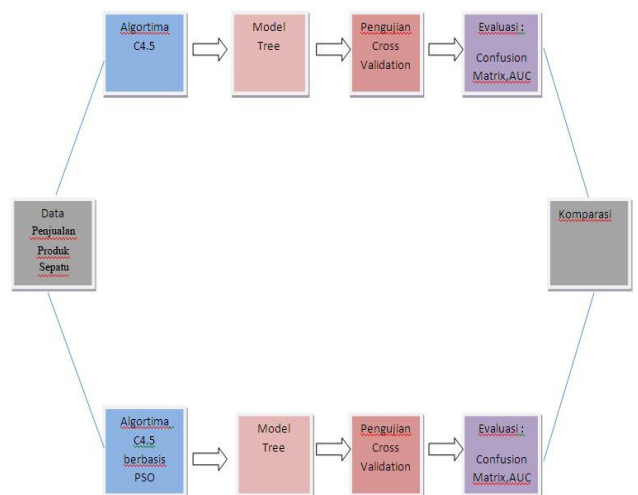 Algortima
C4.5
Model
Tree
Pengujian
Cross
Validation
Evaluasi :
Confusion
Matrix,AUC
Data
Penjualan
Produk
Sepatu
Komparasi
Algortima
C4.5
berbasis
PSO
Model
Tree
Pengujian
Cross
Validation
Evaluasi :
Confusion
Matrix,AUC